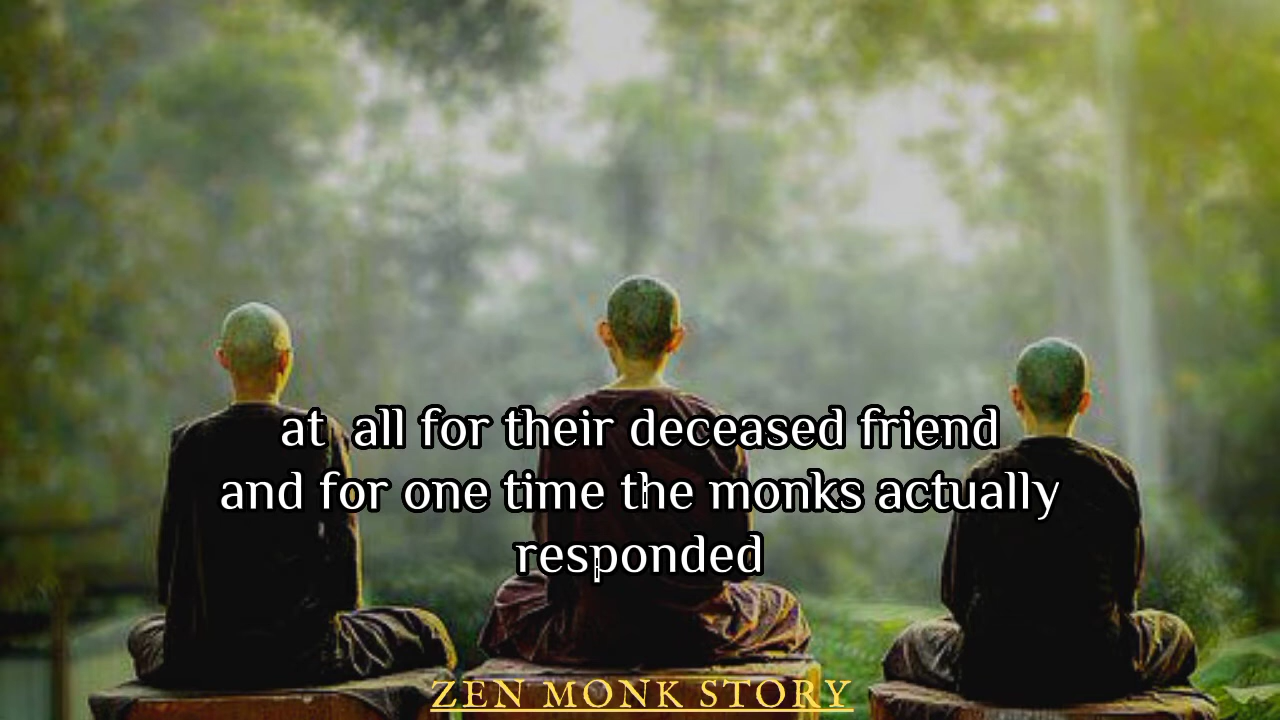 at  all for their deceased friend
and for one time the monks actually
responded
ZEN MONK STORY